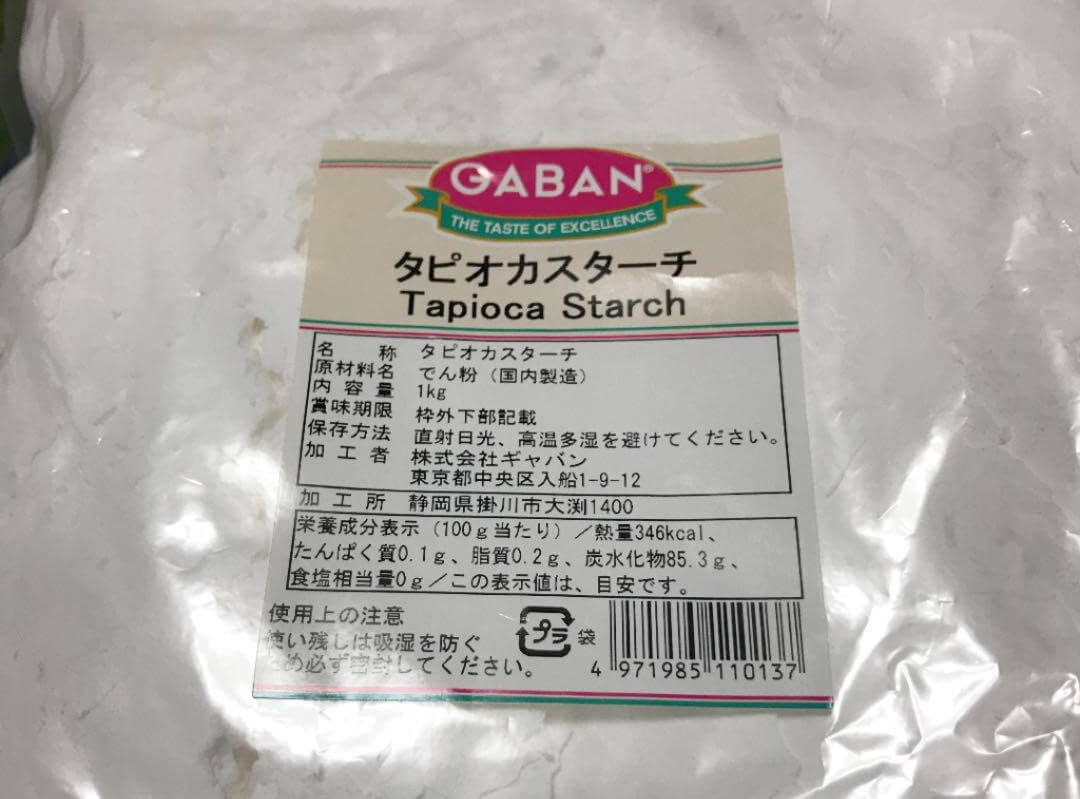 GABAN®
THE TASTE OF EXCELLENCE
タピオカスターチ
Tapioca Starch
名称 タピオカスターチ
原材料名 でん粉（国内製造）
内容量 1kg
賞味期限 枠外下部記載
保存方法 直射日光、高温多湿を避けてください。
加工者 株式会社ギャバン
東京都中央区入船1-9-12
加工所 静岡県掛川市大渕1400
栄養成分表示（100g当たり）／熱量346kcal、
たんぱく質0.1g、脂質0.2g、炭水化物85.3g、
食塩相当量0g／この表示値は、目安です。
使用上の注意
使い残しは吸湿を防ぐ
ため必ず密封してください。
プラ 袋
4 971985 110137